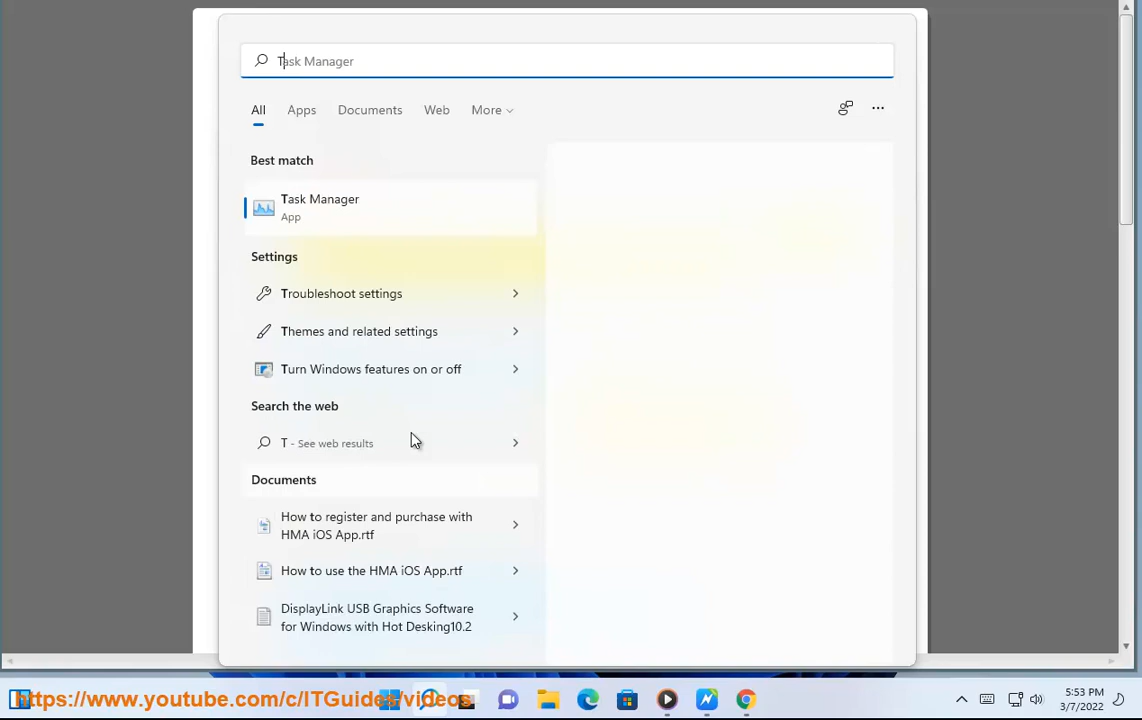 Task Manager
All Apps Documents Web More
Best match
Task Manager
App
Settings
Troubleshoot settings
Themes and related settings
Turn Windows features on or off
Search the web
T - See web results
Documents
How to register and purchase with
HMA iOS App.rtf
How to use the HMA iOS App.rtf
DisplayLink USB Graphics Software
for Windows with Hot Desking10.2
https://www.youtube.com/c/ITGuides/videos
5:53 PM
3/7/2022